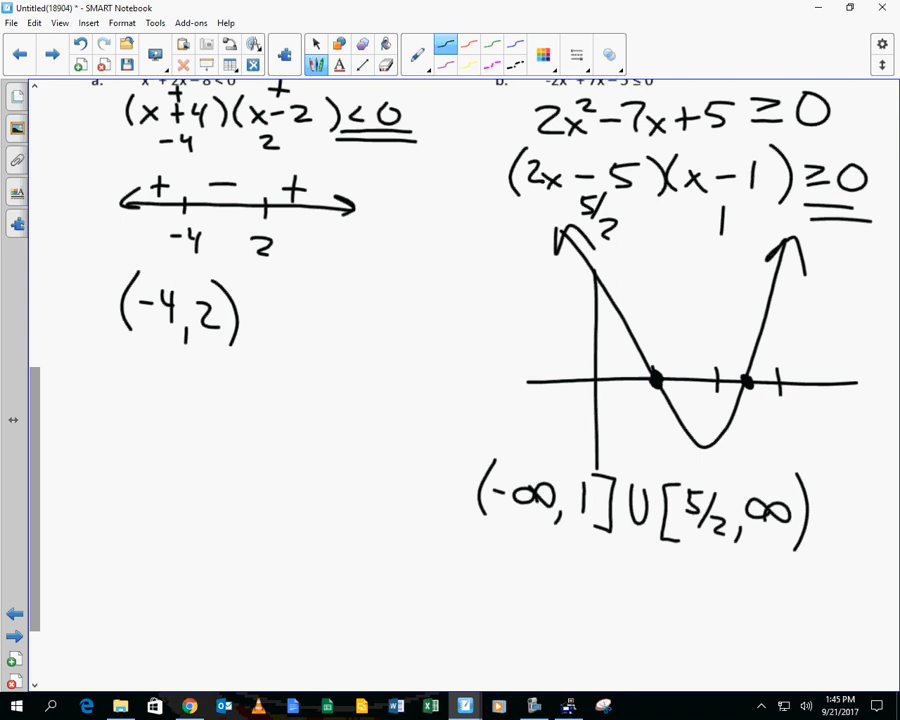 Untitled(18904) * - SMART Notebook
File Edit View Insert Format Tools Add-ons Help
a.
b.
+ +
(x+4)(x-2)<0
-4 2
+ - +
-4 2
(-4,2)
2x²-7x+5≥0
(2x-5)(x-1)≥0
5/2 1
(-∞,1]∪[5/2,∞)
1:45 PM
9/21/2017